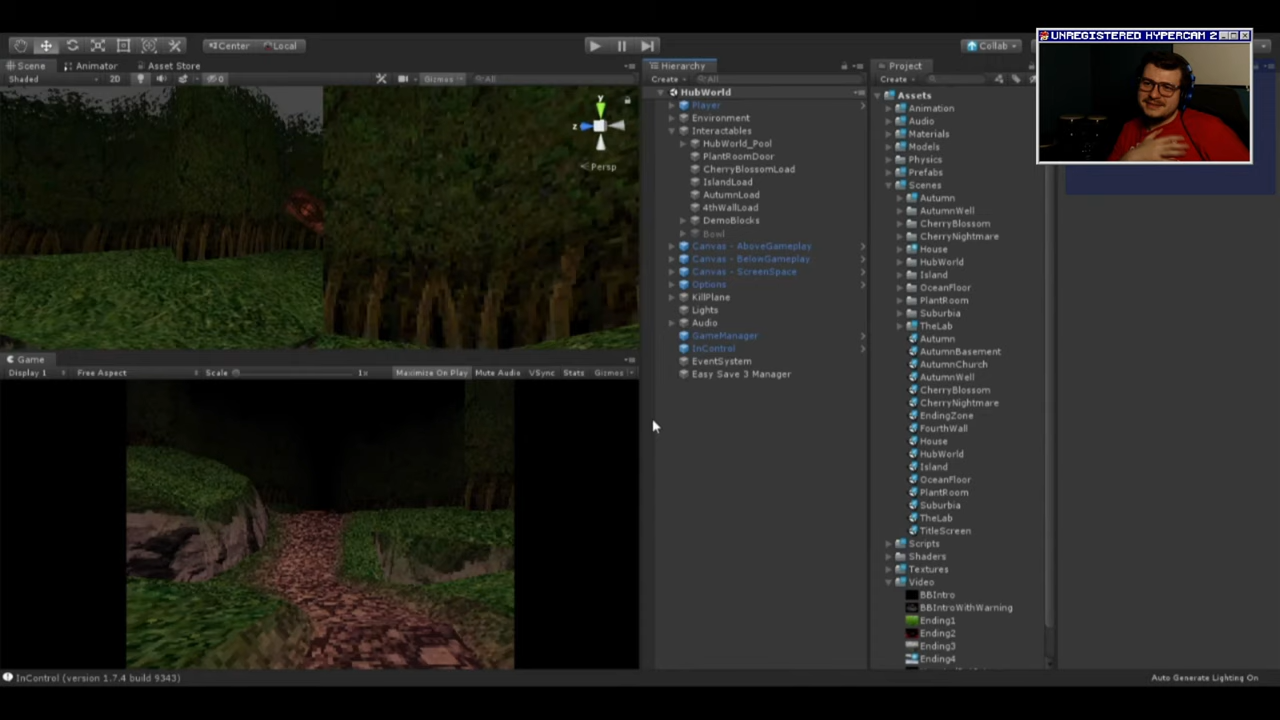 Center
Local
Collab
UNREGISTERED HYPERCAM 2
Scene
Animator
Asset Store
Shaded
2D
Gizmos
All
y
z
Persp
Game
Display 1
Free Aspect
Scale
1x
Maximize On Play
Mute Audio
VSync
Stats
Gizmos
Hierarchy
Create
All
HubWorld
Player
Environment
Interactables
HubWorld_Pool
PlantRoomDoor
CherryBlossomLoad
IslandLoad
AutumnLoad
4thWallLoad
DemoBlocks
Bowl
Canvas - AboveGameplay
Canvas - BelowGameplay
Canvas - ScreenSpace
Options
KillPlane
Lights
Audio
GameManager
InControl
EventSystem
Easy Save 3 Manager
Project
Create
Assets
Animation
Audio
Materials
Models
Physics
Prefabs
Scenes
Autumn
AutumnWell
CherryBlossom
CherryNightmare
House
HubWorld
Island
OceanFloor
PlantRoom
Suburbia
TheLab
Autumn
AutumnBasement
AutumnChurch
AutumnWell
CherryBlossom
CherryNightmare
EndingZone
FourthWall
House
HubWorld
Island
OceanFloor
PlantRoom
Suburbia
TheLab
TitleScreen
Scripts
Shaders
Textures
Video
BBIntro
BBIntroWithWarning
Ending1
Ending2
Ending3
Ending4
InControl (version 1.7.4 build 9343)
Auto Generate Lighting On